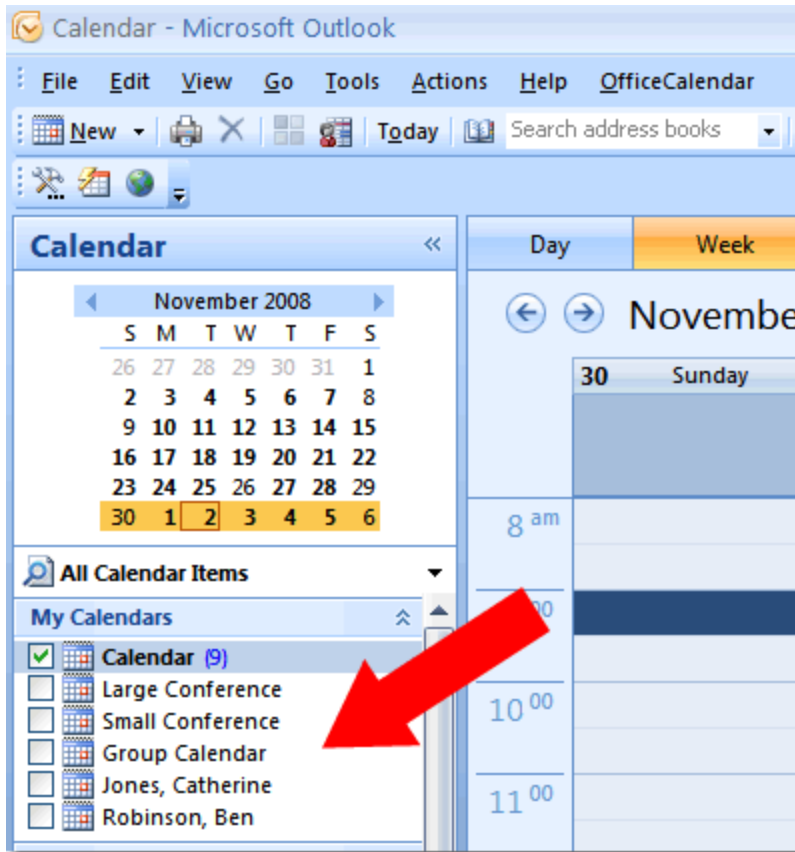 Calendar - Microsoft Outlook
File Edit View Go Tools Actions Help OfficeCalendar
New Today Search address books
Calendar «
Day Week
November 2008
S M T W T F S
26 27 28 29 30 31 1
2 3 4 5 6 7 8
9 10 11 12 13 14 15
16 17 18 19 20 21 22
23 24 25 26 27 28 29
30 1 2 3 4 5 6
Novembe
30 Sunday
8 am
00
10 00
11 00
All Calendar Items
My Calendars
Calendar (9)
Large Conference
Small Conference
Group Calendar
Jones, Catherine
Robinson, Ben